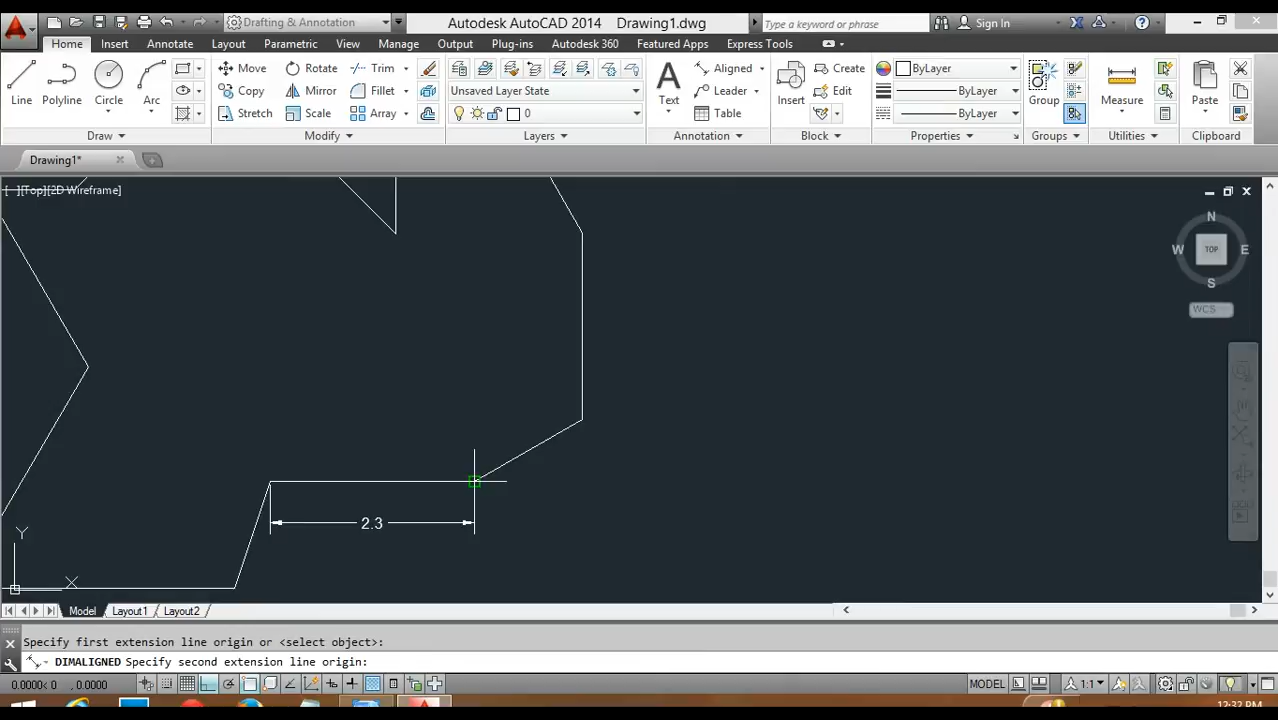 Drafting & Annotation
Autodesk AutoCAD 2014 Drawing1.dwg
Type a keyword or phrase
Sign In
Home Insert Annotate Layout Parametric View Manage Output Plug-ins Autodesk 360 Featured Apps Express Tools
Line
Polyline
Circle
Arc
Move
Rotate
Trim
Copy
Mirror
Fillet
Stretch
Scale
Array
Unsaved Layer State
0
Text
Aligned
Leader
Table
Insert
Create
Edit
ByLayer
ByLayer
ByLayer
Group
Measure
Paste
Draw
Modify
Layers
Annotation
Block
Properties
Groups
Utilities
Clipboard
Drawing1*
[-][Top][2D Wireframe]
N
W
TOP
E
S
WCS
2.3
Y
X
Model Layout1 Layout2
Specify first extension line origin or <select object>:
DIMALIGNED Specify second extension line origin:
0.0000< 0 , 0.0000
MODEL
1:1
12:32 PM